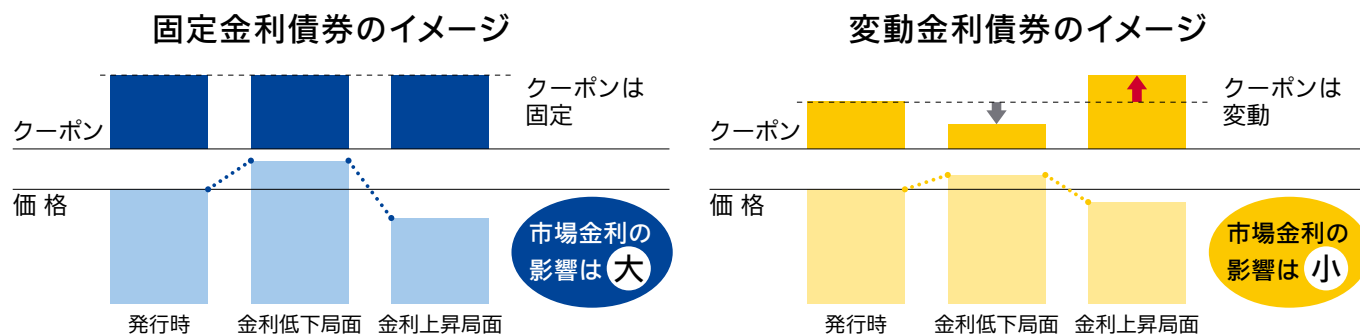 固定金利債券のイメージ
クーポンは
固定
クーポン
価 格
市場金利の
影響は 大
発行時
金利低下局面
金利上昇局面
変動金利債券のイメージ
クーポンは
変動
クーポン
価 格
市場金利の
影響は 小
発行時
金利低下局面
金利上昇局面